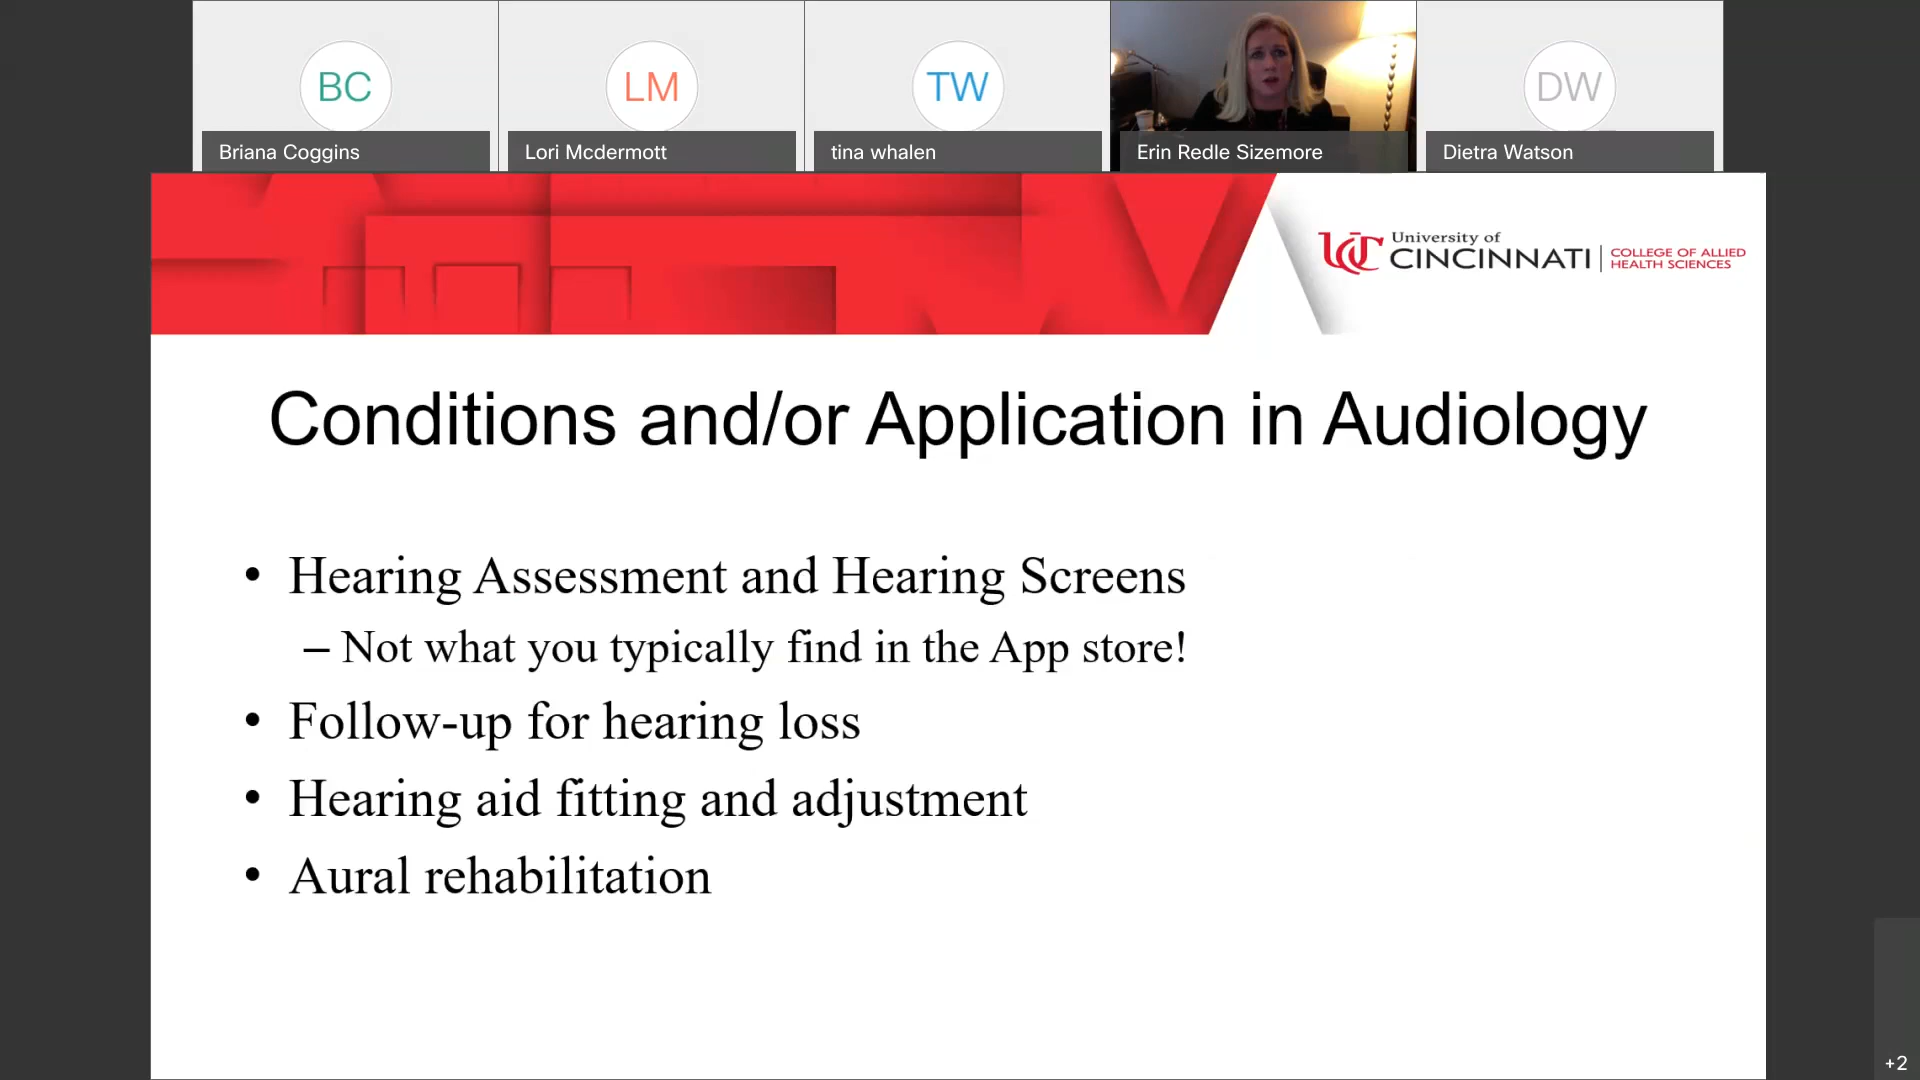 BC
LM
TW
DW
Briana Coggins
Lori Mcdermott
tina whalen
Erin Redle Sizemore
Dietra Watson
UC
University of
CINCINNATI
COLLEGE OF ALLIED
HEALTH SCIENCES
Conditions and/or Application in Audiology
• Hearing Assessment and Hearing Screens
– Not what you typically find in the App store!
• Follow-up for hearing loss
• Hearing aid fitting and adjustment
• Aural rehabilitation
+2